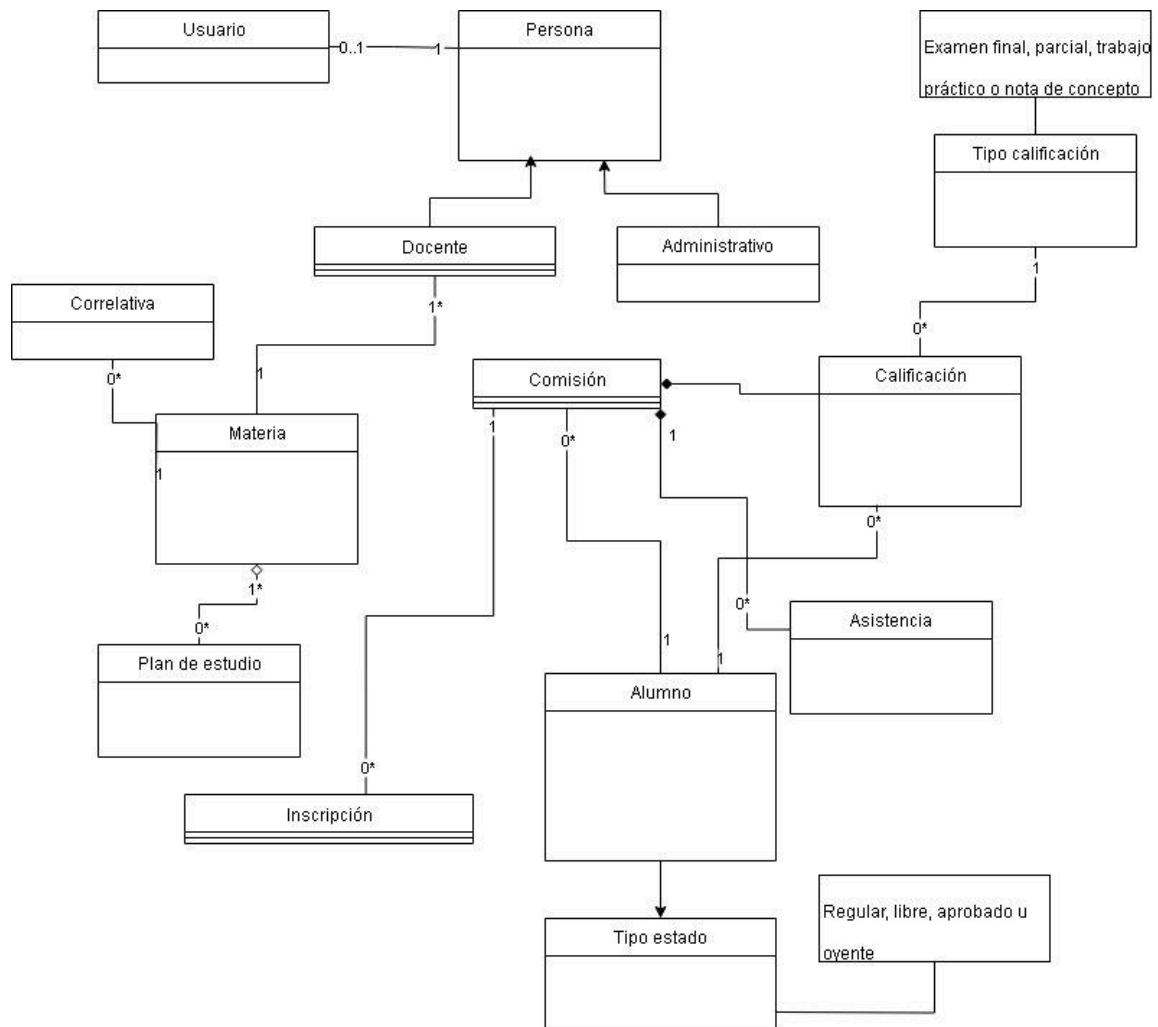 Usuario
Persona
0..1
1
Examen final, parcial, trabajo
práctico o nota de concepto
Tipo calificación
Docente
Administrativo
1
1*
Correlativa
0*
0*
Comisión
Calificación
1
Materia
1
1
0*
1
0*
1*
0*
0*
Asistencia
1
1
Plan de estudio
Alumno
0*
Inscripción
Regular, libre, aprobado u
oyente
Tipo estado